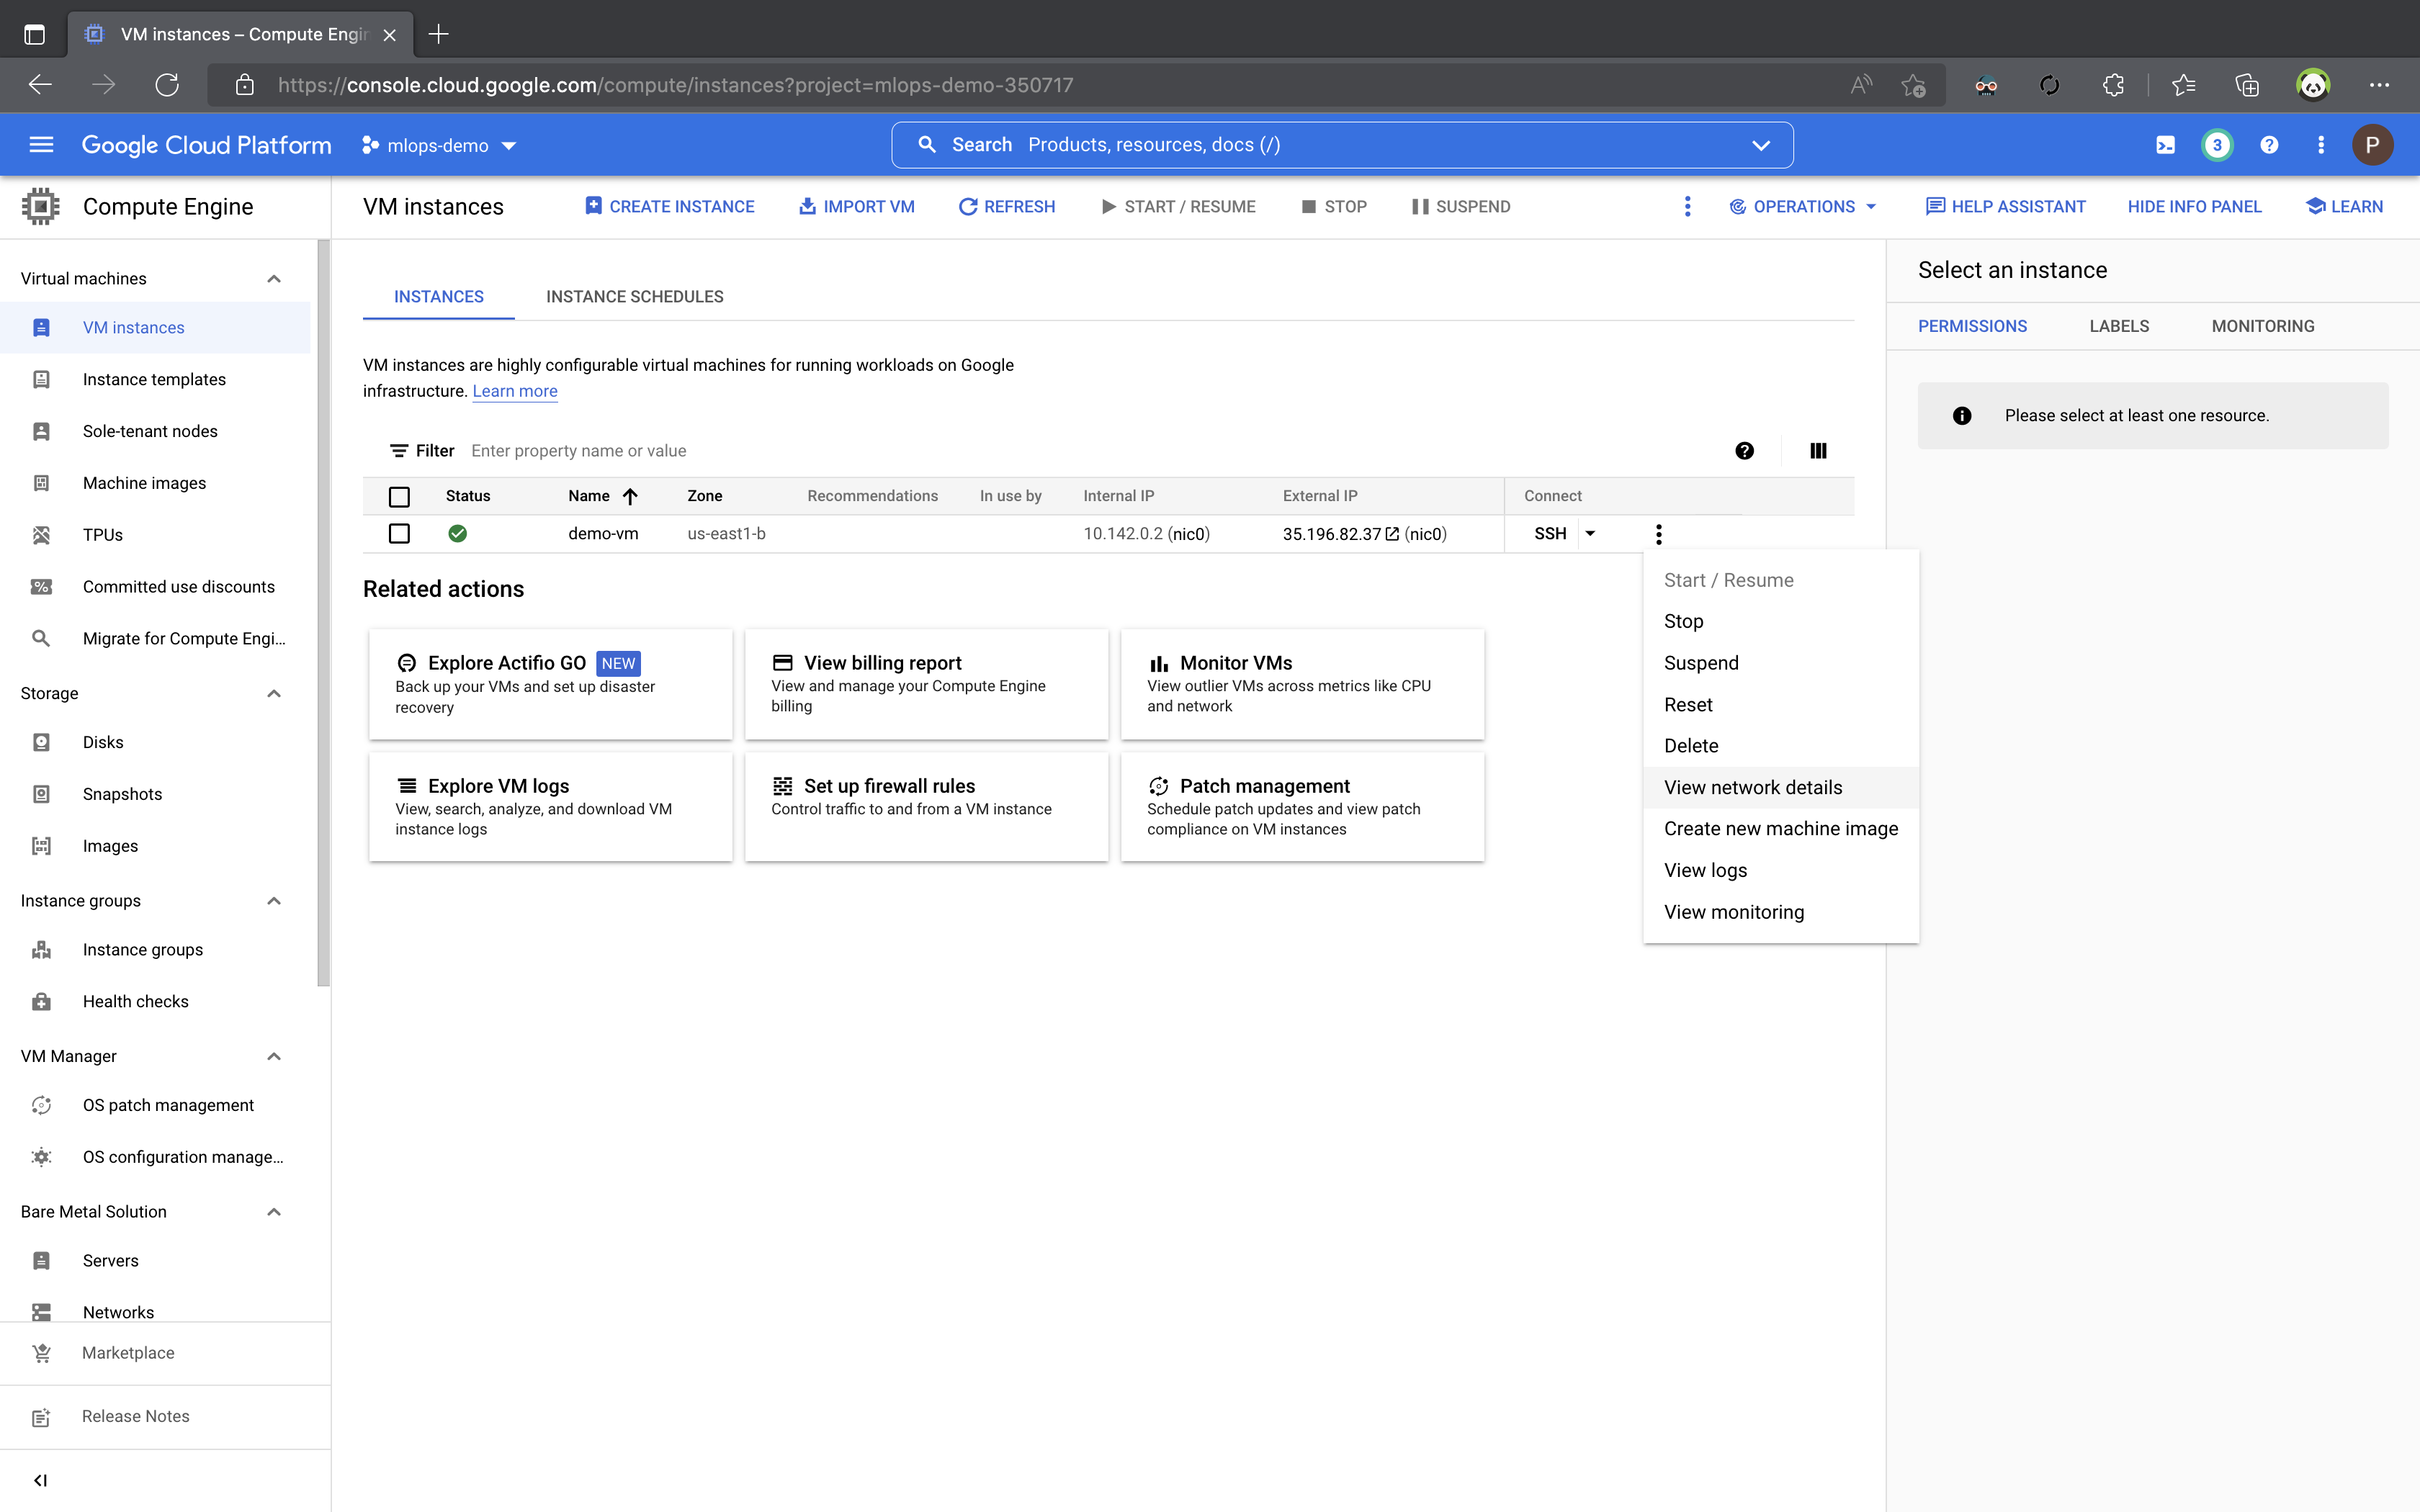 VM instances – Compute Engin
https://console.cloud.google.com/compute/instances?project=mlops-demo-350717
Google Cloud Platform
mlops-demo
Search Products, resources, docs (/)
3
P
Compute Engine
VM instances
CREATE INSTANCE
IMPORT VM
REFRESH
START / RESUME
STOP
SUSPEND
OPERATIONS
HELP ASSISTANT
HIDE INFO PANEL
LEARN
Virtual machines
VM instances
Instance templates
Sole-tenant nodes
Machine images
TPUs
Committed use discounts
Migrate for Compute Engi...
Storage
Disks
Snapshots
Images
Instance groups
Instance groups
Health checks
VM Manager
OS patch management
OS configuration manage...
Bare Metal Solution
Servers
Networks
Marketplace
Release Notes
INSTANCES
INSTANCE SCHEDULES
VM instances are highly configurable virtual machines for running workloads on Google
infrastructure. Learn more
Filter Enter property name or value
Status Name Zone Recommendations In use by Internal IP External IP Connect
demo-vm us-east1-b 10.142.0.2 (nic0) 35.196.82.37 (nic0) SSH
Related actions
Explore Actifio GO NEW
Back up your VMs and set up disaster
recovery
View billing report
View and manage your Compute Engine
billing
Monitor VMs
View outlier VMs across metrics like CPU
and network
Explore VM logs
View, search, analyze, and download VM
instance logs
Set up firewall rules
Control traffic to and from a VM instance
Patch management
Schedule patch updates and view patch
compliance on VM instances
Start / Resume
Stop
Suspend
Reset
Delete
View network details
Create new machine image
View logs
View monitoring
Select an instance
PERMISSIONS
LABELS
MONITORING
Please select at least one resource.